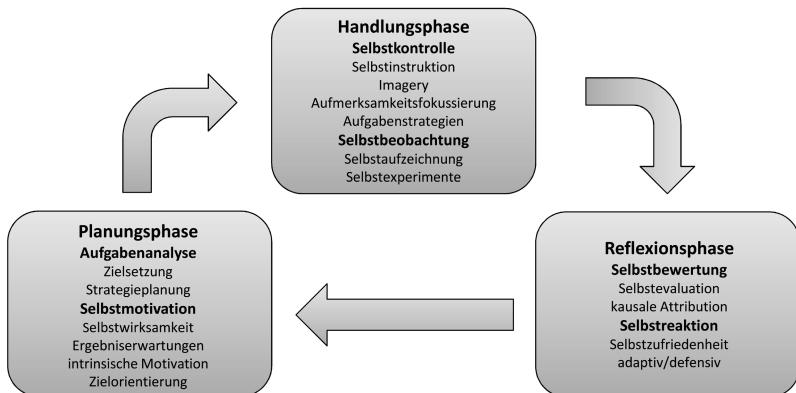 Handlungsphase
Selbstkontrolle
Selbstinstruktion
Imagery
Aufmerksamkeitsfokussierung
Aufgabenstrategien
Selbstbeobachtung
Selbstaufzeichnung
Selbstexperimente
Planungsphase
Aufgabenanalyse
Zielsetzung
Strategieplanung
Selbstmotivation
Selbstwirksamkeit
Ergebniserwartungen
intrinsische Motivation
Zielorientierung
Reflexionsphase
Selbstbewertung
Selbstevaluation
kausale Attribution
Selbstreaktion
Selbstzufriedenheit
adaptiv/defensiv